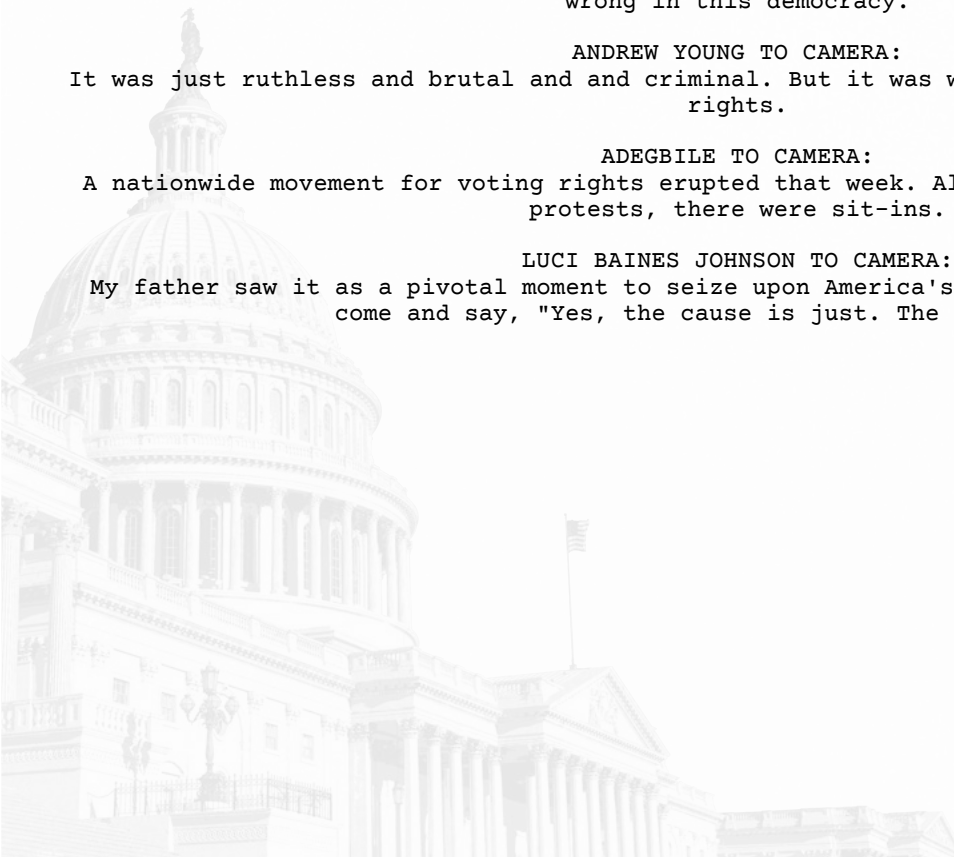 wrong in this democracy.
ANDREW YOUNG TO CAMERA:
It was just ruthless and brutal and and criminal. But it was
rights.
ADEGBILE TO CAMERA:
A nationwide movement for voting rights erupted that week.
protests, there were sit-ins.
LUCI BAINES JOHNSON TO CAMERA:
My father saw it as a pivotal moment to seize upon America's
come and say, "Yes, the cause is just. The